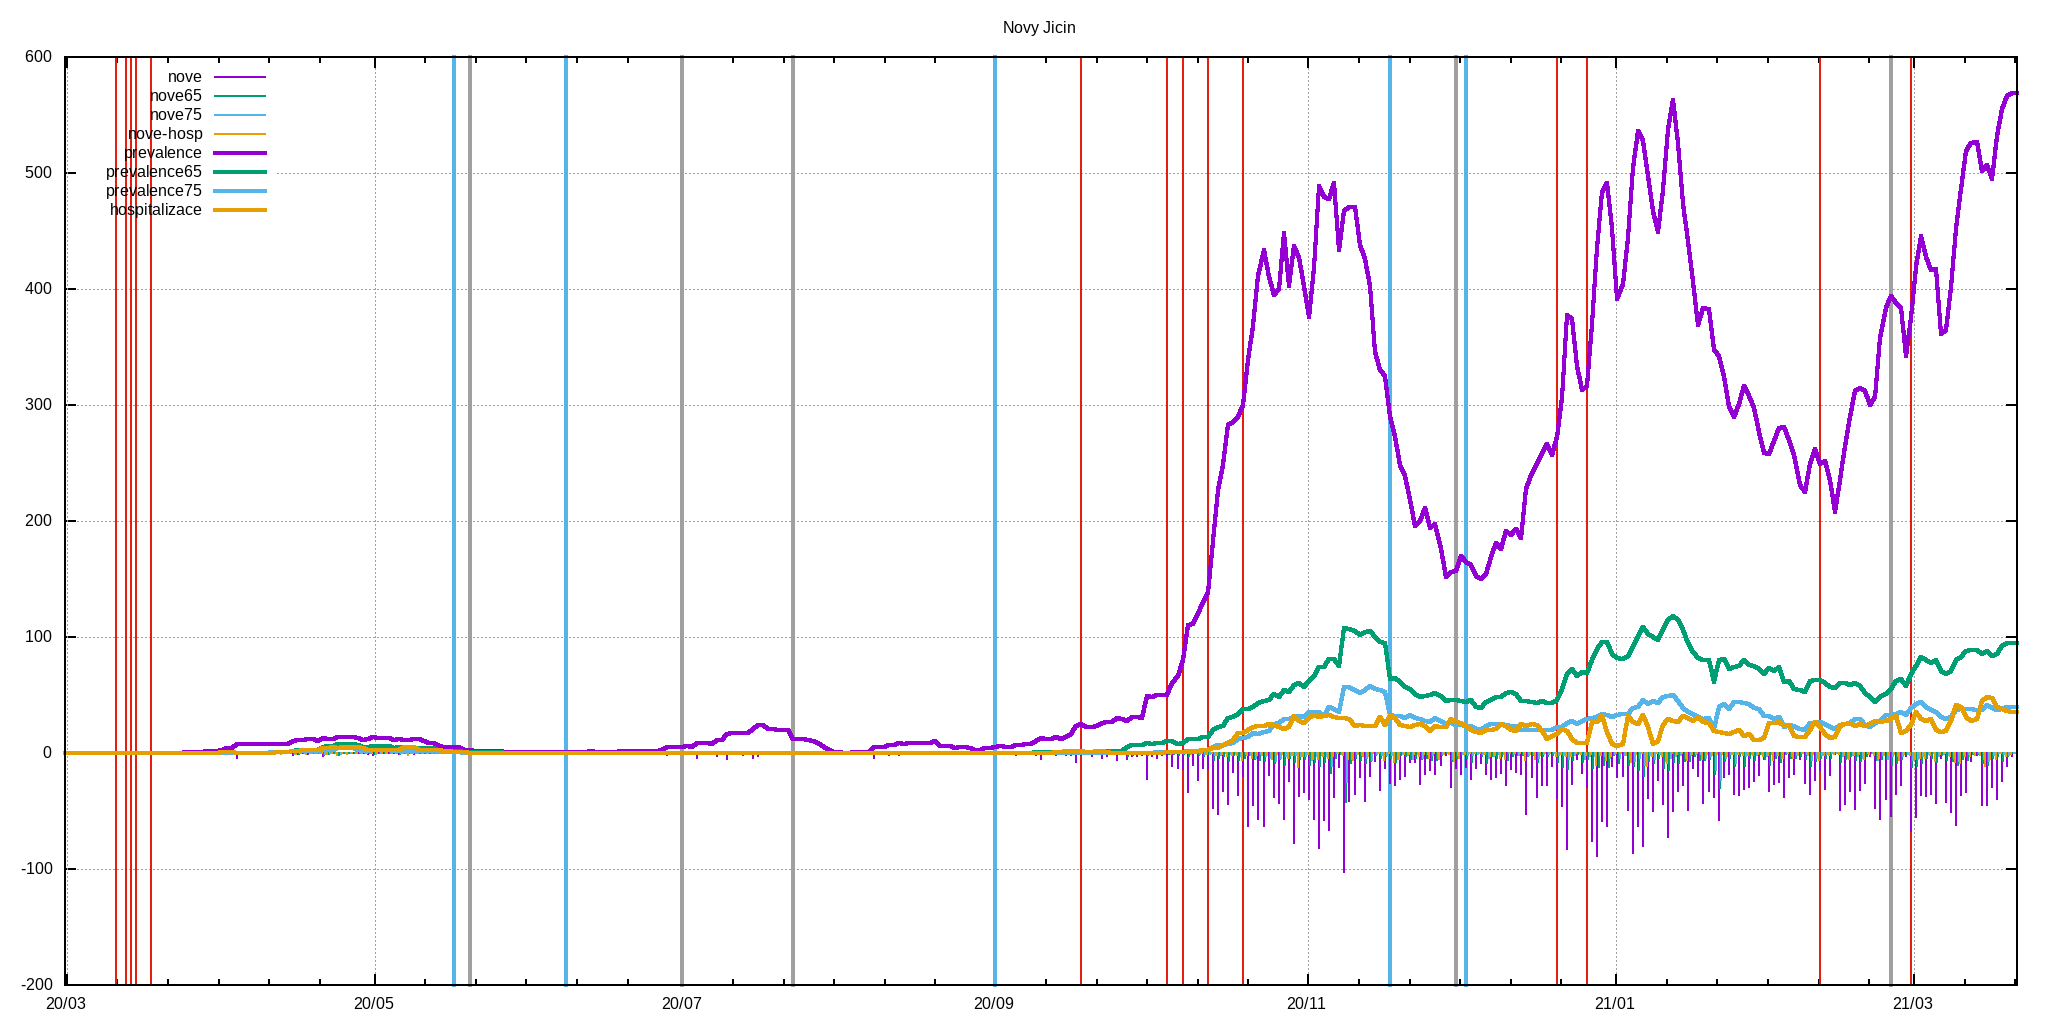 Novy Jicin
600
500
400
300
200
100
0
-100
-200
nove
nove65
nove75
nove-hosp
prevalence
prevalence65
prevalence75
hospitalizace
20/03
20/05
20/07
20/09
20/11
21/01
21/03